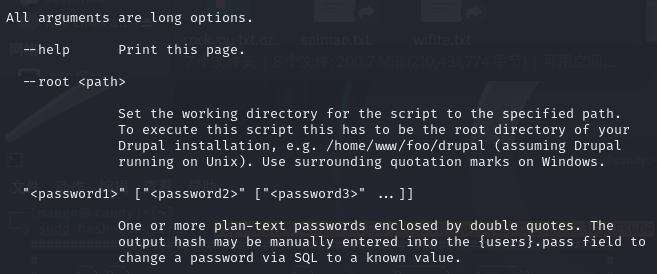 All arguments are long options.
--help Print this page.
--root <path>
Set the working directory for the script to the specified path.
To execute this script this has to be the root directory of your
Drupal installation, e.g. /home/www/foo/drupal (assuming Drupal
running on Unix). Use surrounding quotation marks on Windows.
"<password1>" ["<password2>" ["<password3>" ...]]
One or more plan-text passwords enclosed by double quotes. The
output hash may be manually entered into the {users}.pass field to
change a password via SQL to a known value.